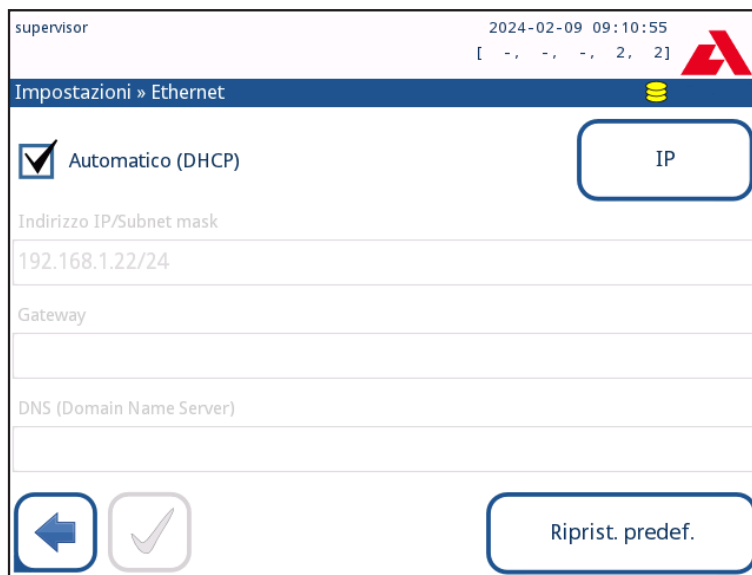 supervisor
2024-02-09 09:10:55
[ -, -, -, 2, 2]
Impostazioni » Ethernet
Automatico (DHCP)
IP
Indirizzo IP/Subnet mask
192.168.1.22/24
Gateway
DNS (Domain Name Server)
Riprist. predef.